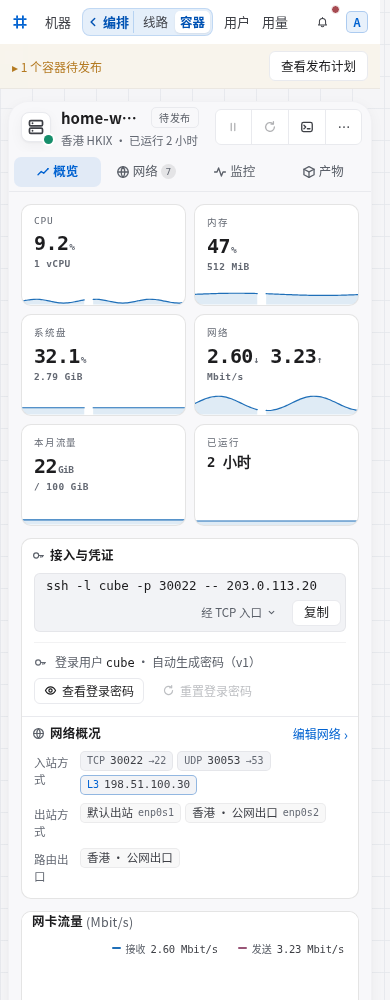 机器 编排 线路 容器 用户 用量 A
▸ 1 个容器待发布 查看发布计划
home-w··· 待发布
香港 HKIX • 已运行 2 小时
概览 网络 7 监控 产物
CPU 内存
9.2% 47%
1 vCPU 512 MiB
系统盘 网络
32.1% 2.60↓ 3.23↑
2.79 GiB Mbit/s
本月流量 已运行
22GiB 2 小时
/ 100 GiB
接入与凭证
ssh -l cube -p 30022 -- 203.0.113.20
经 TCP 入口 复制
登录用户 cube • 自动生成密码（v1）
查看登录密码 重置登录密码
网络概况 编辑网络 ›
入站方式 TCP 30022 →22 UDP 30053 →53
L3 198.51.100.30
出站方式 默认出站 enp0s1 香港 • 公网出口 enp0s2
路由出口 香港 • 公网出口
网卡流量 (Mbit/s)
接收 2.60 Mbit/s 发送 3.23 Mbit/s